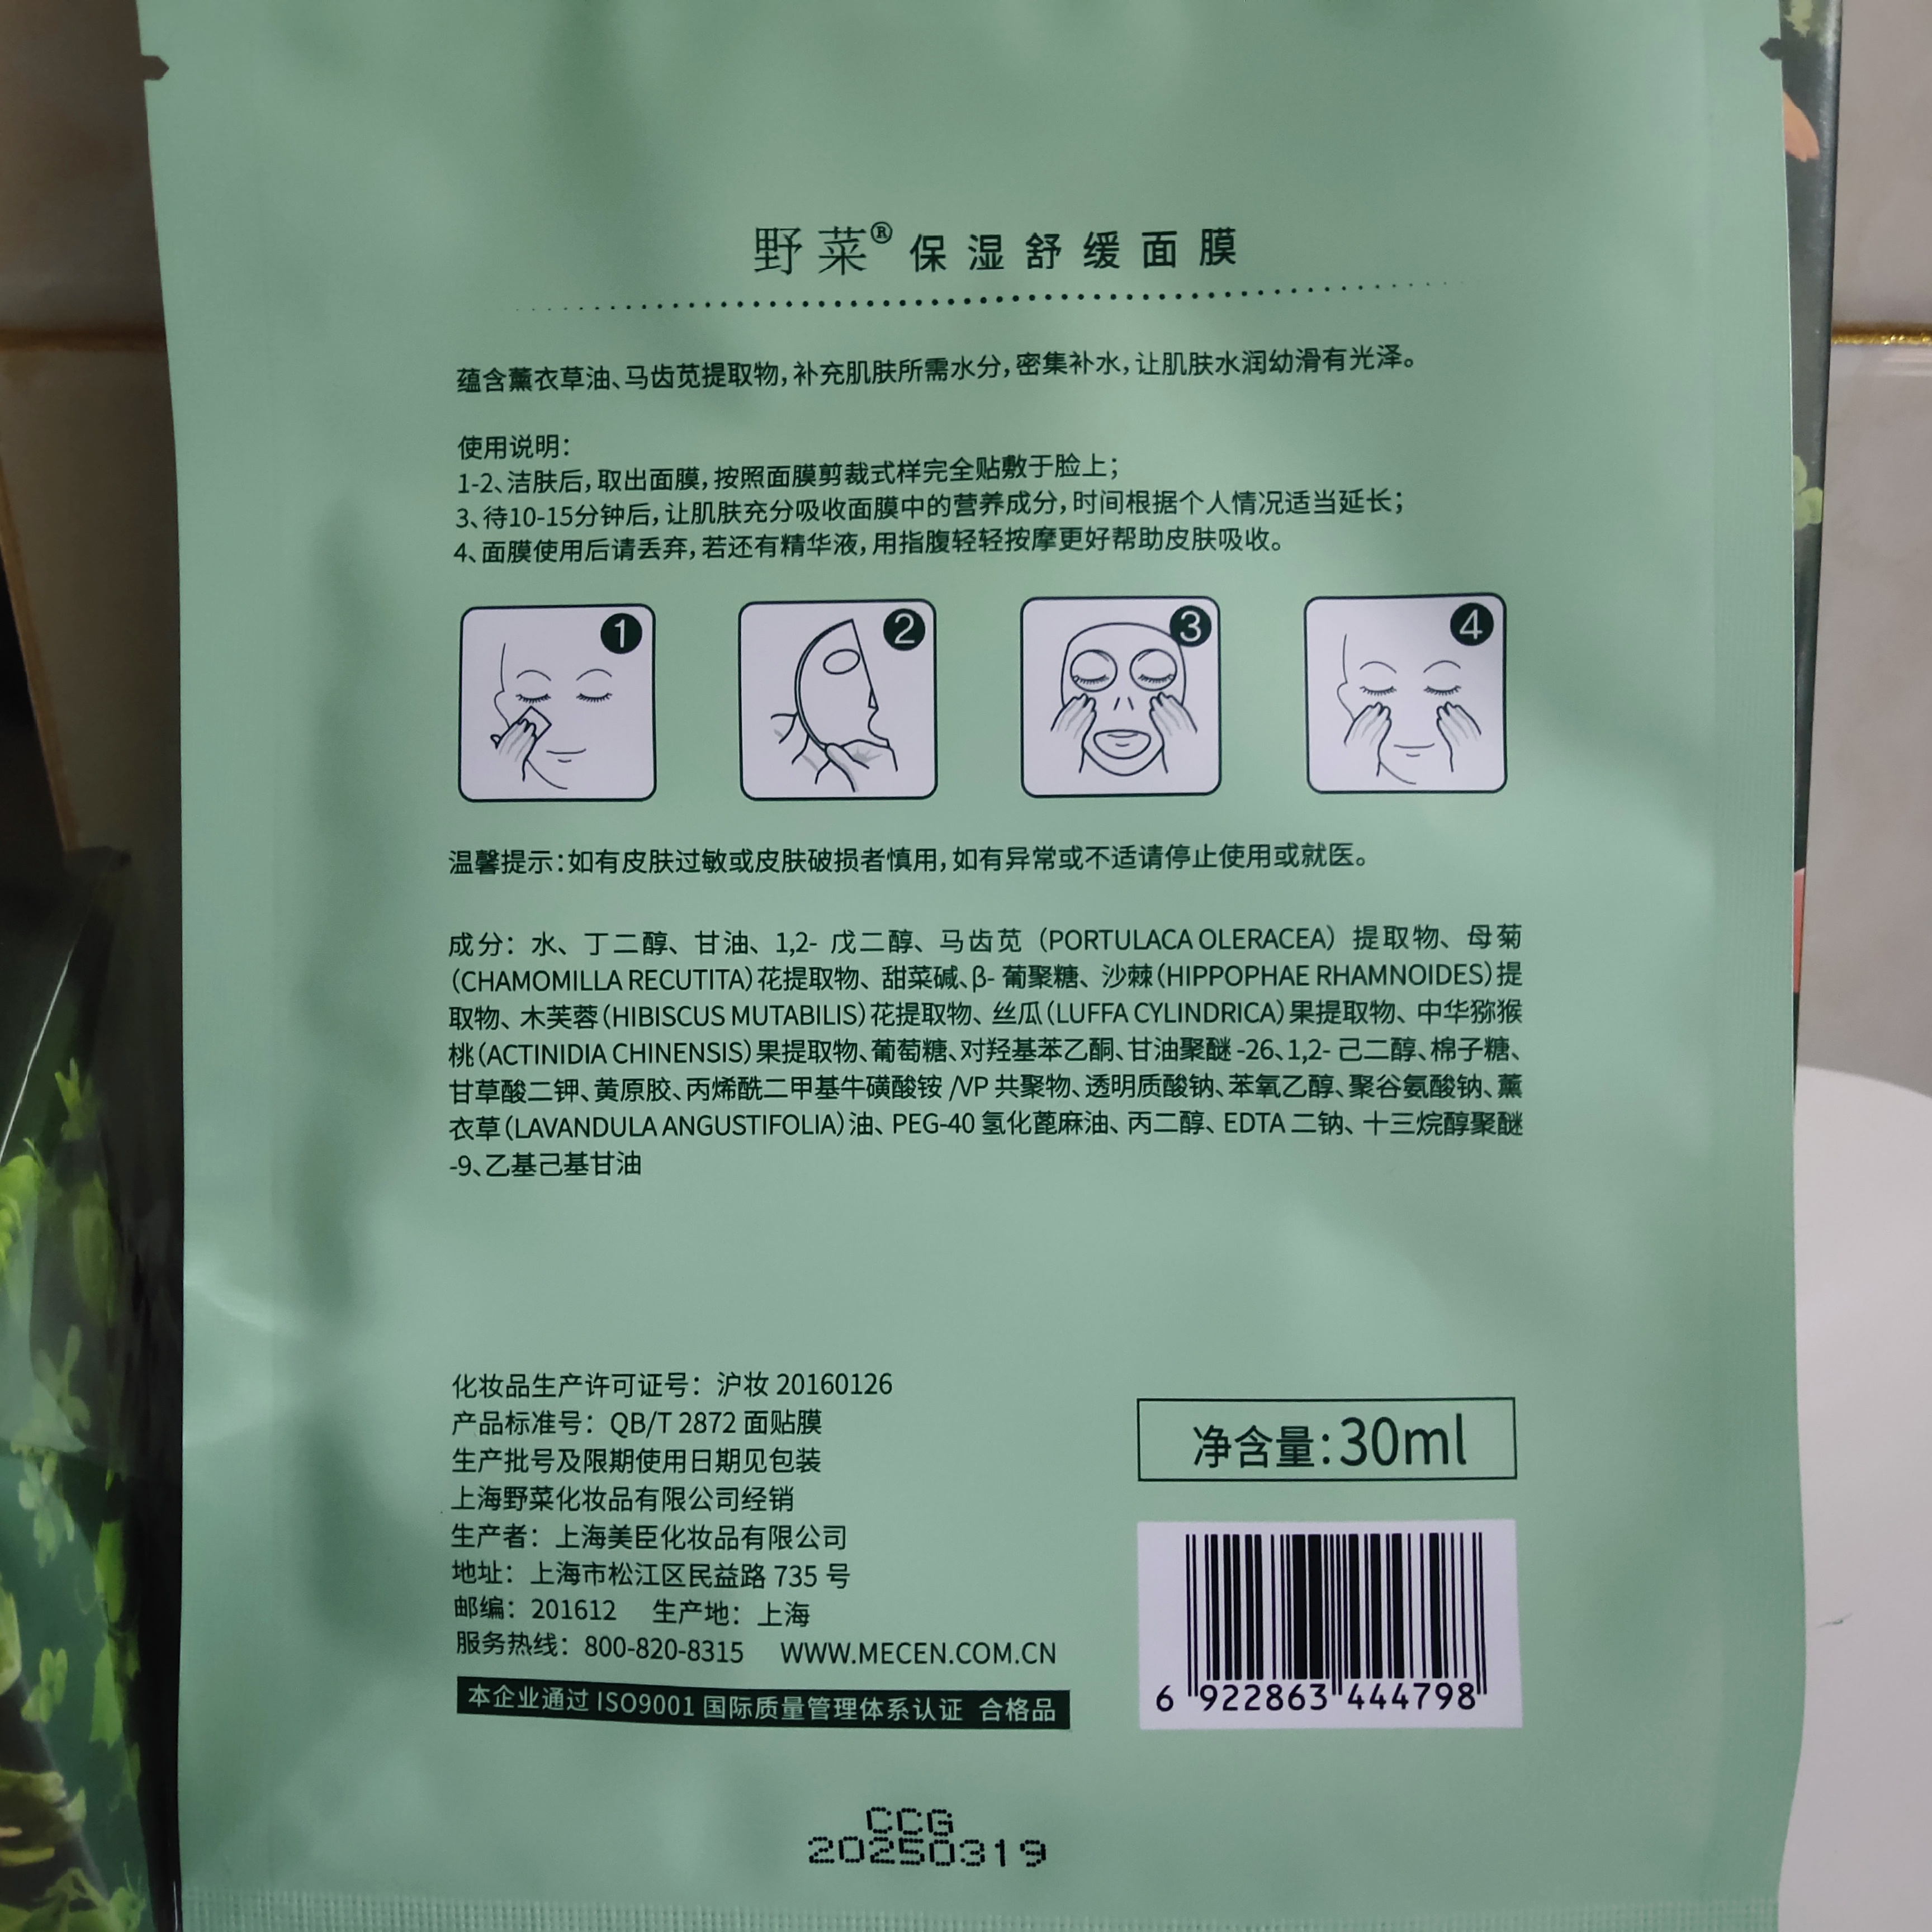 野菜® 保湿舒缓面膜
蕴含薰衣草油、马齿苋提取物，补充肌肤所需水分，密集补水，让肌肤水润幼滑有光泽。
使用说明：
1-2、洁肤后，取出面膜，按照面膜剪裁式样完全贴敷于脸上；
3、待10-15分钟后，让肌肤充分吸收面膜中的营养成分，时间根据个人情况适当延长；
4、面膜使用后请丢弃，若还有精华液，用指腹轻轻按摩更好帮助皮肤吸收。
1 2 3 4
温馨提示：如有皮肤过敏或皮肤破损者慎用，如有异常或不适请停止使用或就医。
成分：水、丁二醇、甘油、1,2- 戊二醇、马齿苋（PORTULACA OLERACEA）提取物、母菊
（CHAMOMILLA RECUTITA）花提取物、甜菜碱、β- 葡聚糖、沙棘（HIPPOPHAE RHAMNOIDES）提
取物、木芙蓉（HIBISCUS MUTABILIS）花提取物、丝瓜（LUFFA CYLINDRICA）果提取物、中华猕猴
桃（ACTINIDIA CHINENSIS）果提取物、葡萄糖、对羟基苯乙酮、甘油聚醚 -26、1,2- 己二醇、棉子糖、
甘草酸二钾、黄原胶、丙烯酰二甲基牛磺酸铵 /VP 共聚物、透明质酸钠、苯氧乙醇、聚谷氨酸钠、薰
衣草（LAVANDULA ANGUSTIFOLIA）油、PEG-40 氢化蓖麻油、丙二醇、EDTA 二钠、十三烷醇聚醚
-9、乙基己基甘油
化妆品生产许可证号：沪妆 20160126
产品标准号：QB/T 2872 面贴膜
生产批号及限期使用日期见包装
上海野菜化妆品有限公司经销
生产者：上海美臣化妆品有限公司
地址：上海市松江区民益路 735 号
邮编：201612 生产地：上海
服务热线：800-820-8315 WWW.MECEN.COM.CN
本企业通过 ISO9001 国际质量管理体系认证 合格品
净含量：30ml
6 922863 444798
CCG
20250319